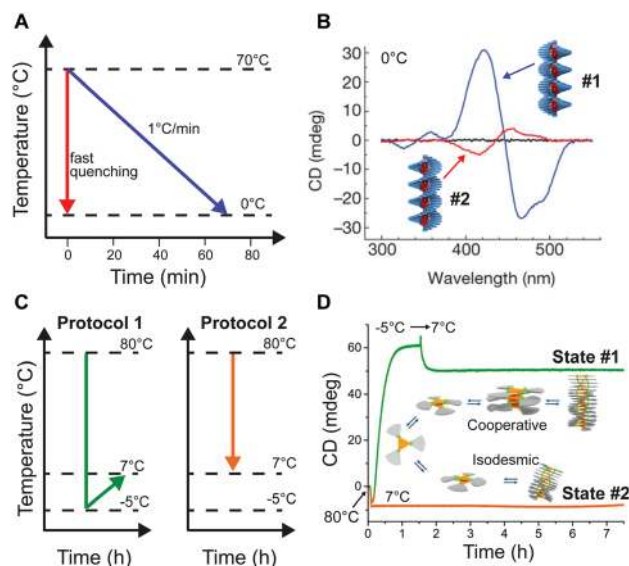 A
Temperature (°C)
70°C
1°C/min
fast
quenching
0°C
0 20 40 60 80
Time (min)
B
CD (mdeg)
30
20
10
0
−10
−20
−30
0°C
#1
#2
300 400 500
Wavelength (nm)
C
Protocol 1
Temperature (°C)
80°C
7°C
-5°C
Time (h)
Protocol 2
80°C
7°C
-5°C
Time (h)
D
CD (mdeg)
60
40
20
0
-5°C → 7°C
State #1
Cooperative
Isodesmic
State #2
7°C
80°C
0 1 2 3 4 5 6 7
Time (h)